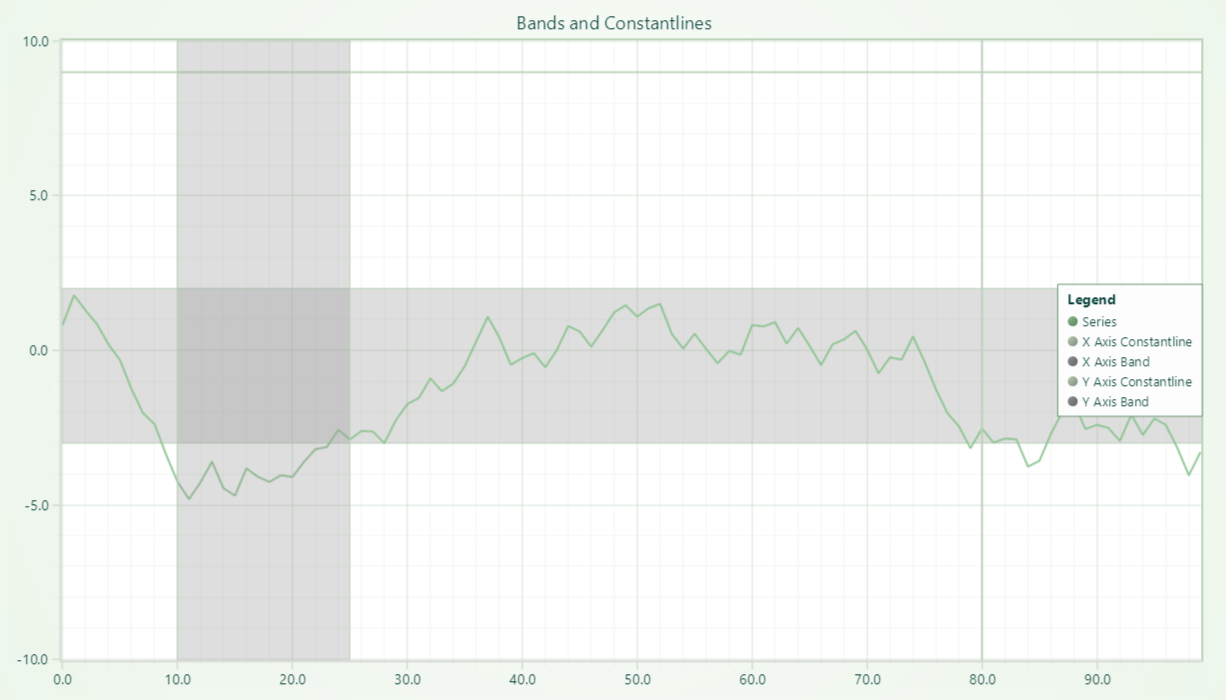 Bands and Constantlines
10.0
5.0
0.0
-5.0
-10.0
0.0 10.0 20.0 30.0 40.0 50.0 60.0 70.0 80.0 90.0
Legend
Series
X Axis Constantline
X Axis Band
Y Axis Constantline
Y Axis Band